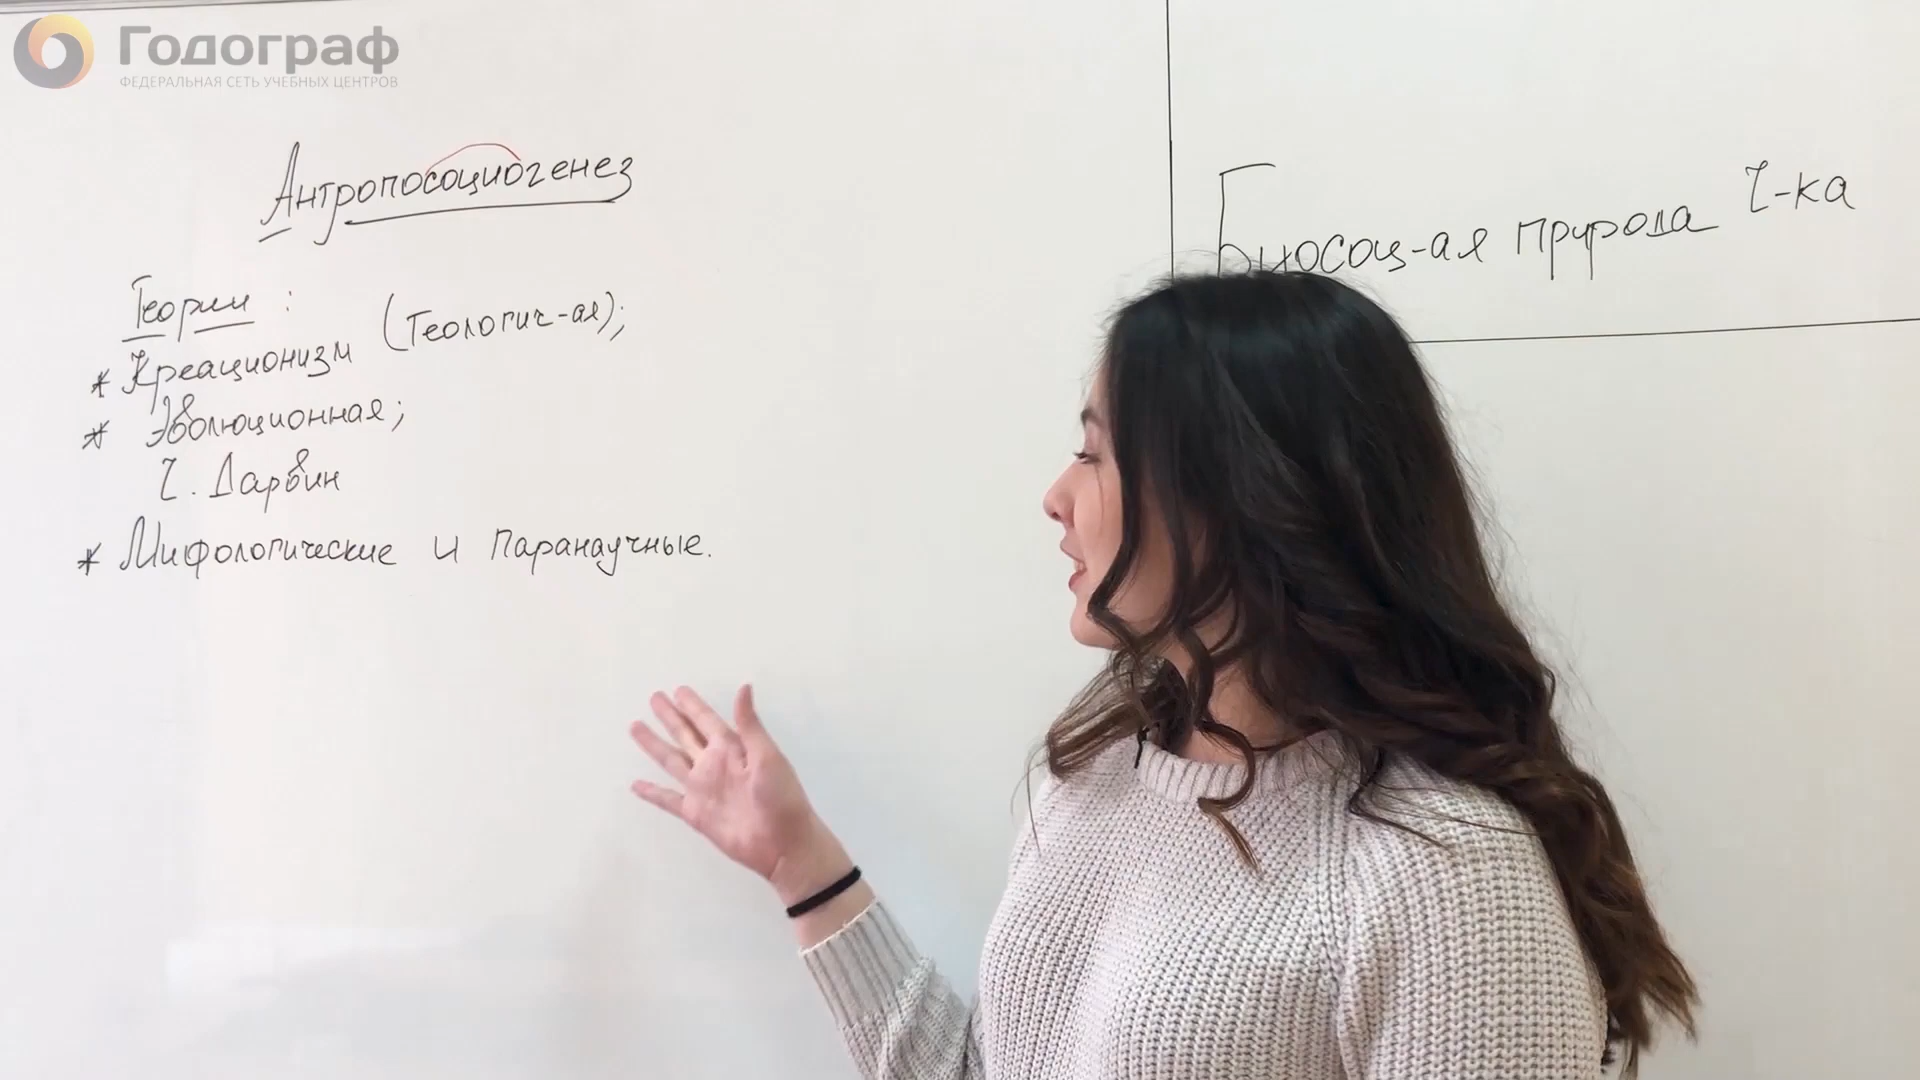 Годограф
ФЕДЕРАЛЬНАЯ СЕТЬ УЧЕБНЫХ ЦЕНТРОВ
Антропосоциогенез
Теории:
* Креационизм (теологич-ая);
* Эволюционная;
Ч. Дарвин
* Мифологические и паранаучные.
Биосоц-ая природа Ч-ка